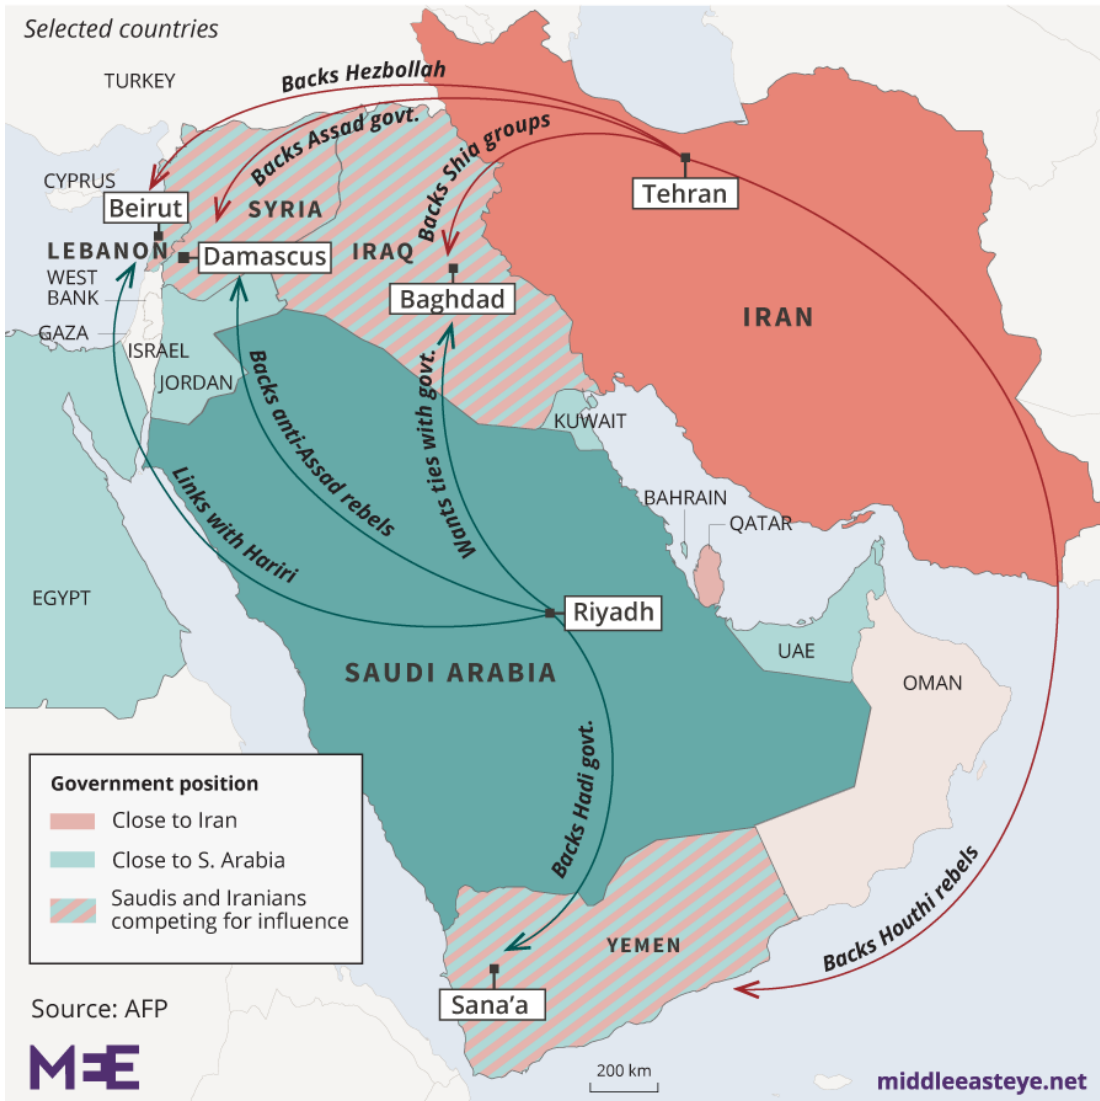 Selected countries
TURKEY
Backs Hezbollah
Backs Assad govt.
Backs Shia groups
Tehran
CYPRUS
Beirut
SYRIA
LEBANON
Damascus
IRAQ
WEST
BANK
Baghdad
IRAN
GAZA
ISRAEL
JORDAN
KUWAIT
Backs anti-Assad rebels
Wants ties with govt.
Links with Hariri
BAHRAIN
QATAR
EGYPT
Riyadh
UAE
SAUDI ARABIA
OMAN
Backs Hadi govt.
Backs Houthi rebels
YEMEN
Sana’a
Government position
Close to Iran
Close to S. Arabia
Saudis and Iranians
competing for influence
Source: AFP
MEE
200 km
middleeasteye.net